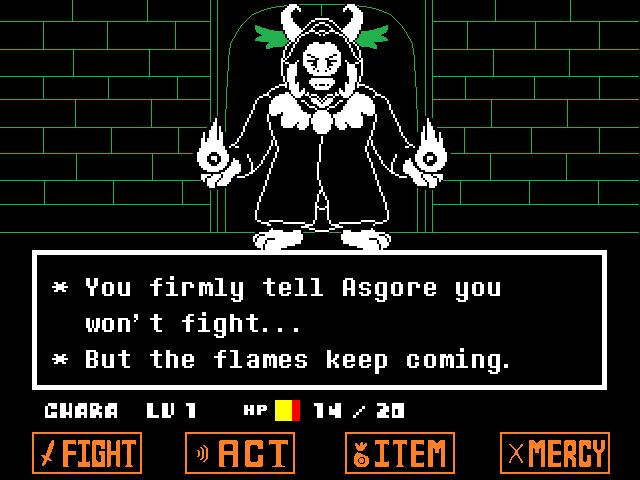 * You firmly tell Asgore you
won't fight...
* But the flames keep coming.
CHARA LV 1 HP 14 / 20
FIGHT ACT ITEM MERCY